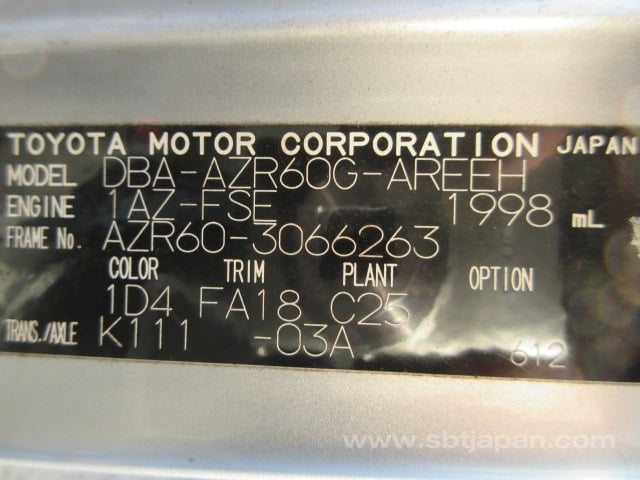 TOYOTA MOTOR CORPORATION JAPAN
MODEL DBA-AZR60G-AREEH
ENGINE 1AZ-FSE 1998 mL
FRAME No. AZR60-3066263
COLOR TRIM PLANT OPTION
1D4 FA18 C25
TRANS./AXLE K111 -03A
612
www.sbtjapan.com